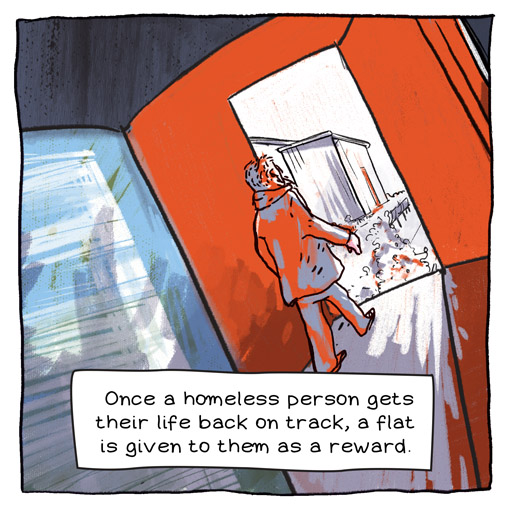 Once a homeless person gets
their life back on track, a flat
is given to them as a reward.